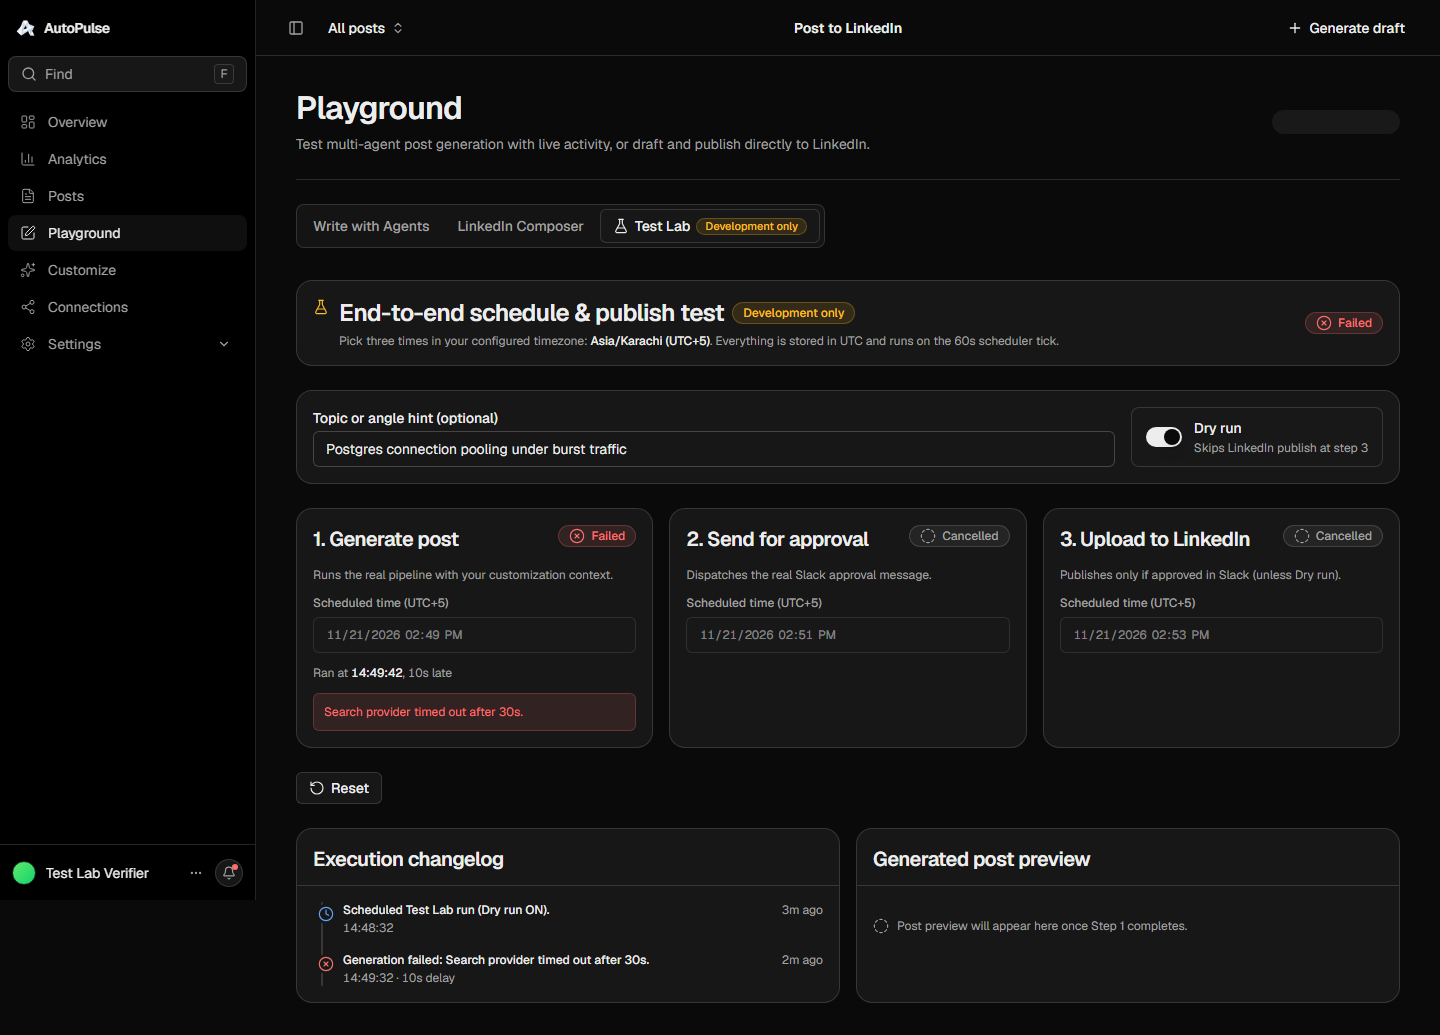 AutoPulse
Find
F
Overview
Analytics
Posts
Playground
Customize
Connections
Settings
Test Lab Verifier
All posts
Post to LinkedIn
Generate draft
Playground
Test multi-agent post generation with live activity, or draft and publish directly to LinkedIn.
Write with Agents
LinkedIn Composer
Test Lab
Development only
End-to-end schedule & publish test
Development only
Pick three times in your configured timezone: Asia/Karachi (UTC+5). Everything is stored in UTC and runs on the 60s scheduler tick.
Failed
Topic or angle hint (optional)
Postgres connection pooling under burst traffic
Dry run
Skips LinkedIn publish at step 3
1. Generate post
Failed
Runs the real pipeline with your customization context.
Scheduled time (UTC+5)
11/21/2026 02:49 PM
Ran at 14:49:42, 10s late
Search provider timed out after 30s.
2. Send for approval
Cancelled
Dispatches the real Slack approval message.
Scheduled time (UTC+5)
11/21/2026 02:51 PM
3. Upload to LinkedIn
Cancelled
Publishes only if approved in Slack (unless Dry run).
Scheduled time (UTC+5)
11/21/2026 02:53 PM
Reset
Execution changelog
Scheduled Test Lab run (Dry run ON).
3m ago
14:48:32
Generation failed: Search provider timed out after 30s.
2m ago
14:49:32 · 10s delay
Generated post preview
Post preview will appear here once Step 1 completes.